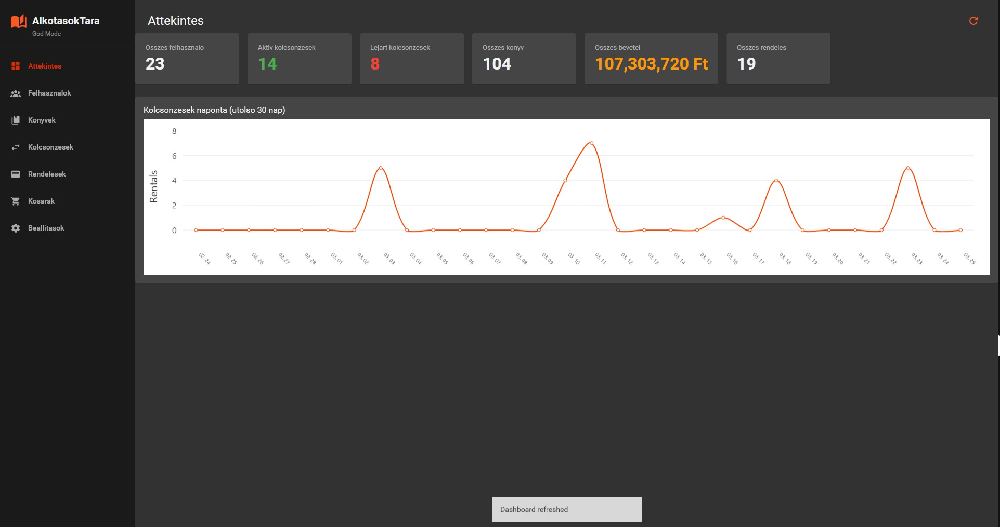 AlkotasokTara
God Mode
Attekintes
Felhasznalok
Konyvek
Kolcsonzesek
Rendelesek
Kosarak
Beallitasok
Attekintes
Osszes felhasznalo
23
Aktiv kolcsonzesek
14
Lejart kolcsonzesek
8
Osszes konyv
104
Osszes bevetel
107,303,720 Ft
Osszes rendeles
19
Kolcsonzesek naponta (utolso 30 nap)
Rentals
8
6
4
2
0
02. 24
02. 25
02. 26
02. 27
02. 28
03. 01
03. 02
03. 03
03. 04
03. 05
03. 06
03. 07
03. 08
03. 09
03. 10
03. 11
03. 12
03. 13
03. 14
03. 15
03. 16
03. 17
03. 18
03. 19
03. 20
03. 21
03. 22
03. 23
03. 24
03. 25
Dashboard refreshed